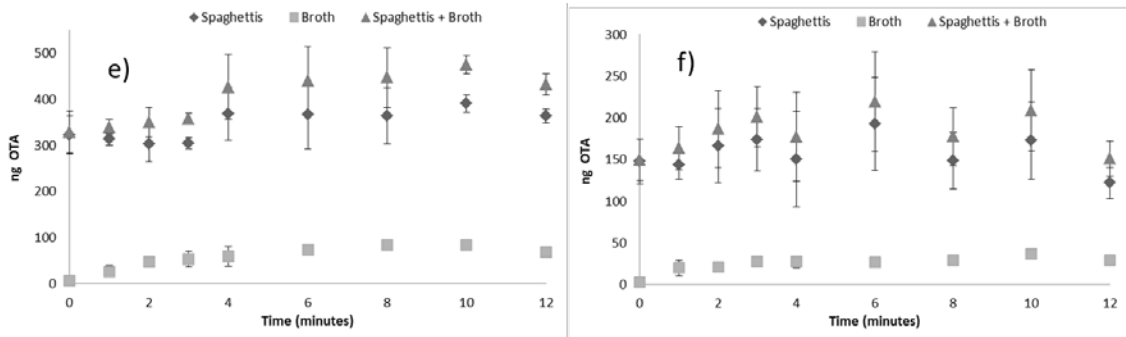 Spaghettis Broth Spaghettis + Broth
e)
500
400
300
200
100
0
ng OTA
0 2 4 6 8 10 12
Time (minutes)
Spaghettis Broth Spaghettis + Broth
f)
300
250
200
150
100
50
0
ng OTA
0 2 4 6 8 10 12
Time (minutes)